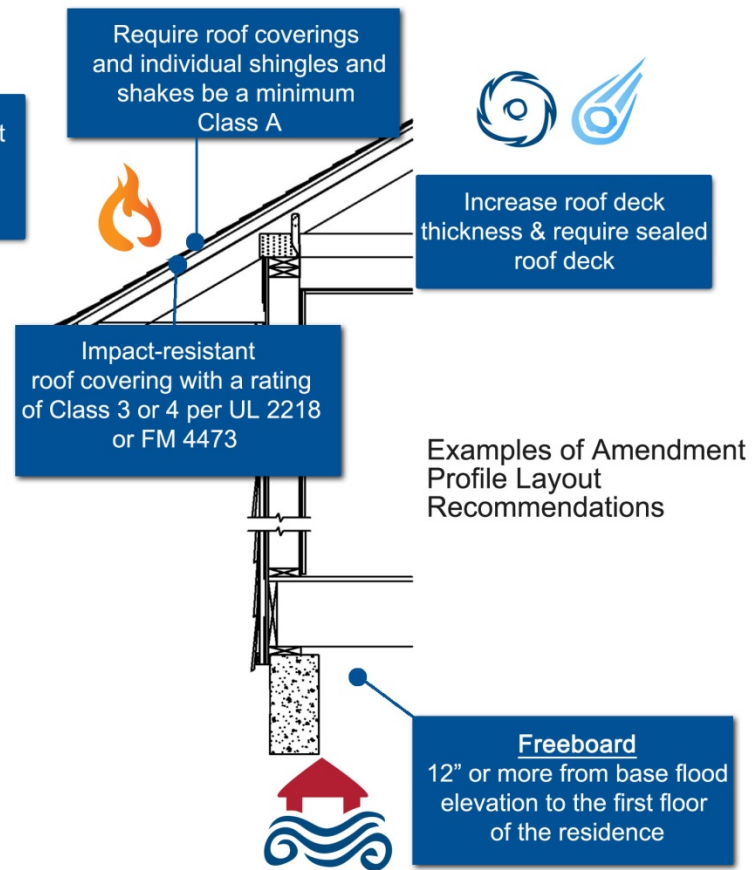 Require roof coverings
and individual shingles and
shakes be a minimum
Class A
t
Increase roof deck
thickness & require sealed
roof deck
Impact-resistant
roof covering with a rating
of Class 3 or 4 per UL 2218
or FM 4473
Examples of Amendment
Profile Layout
Recommendations
Freeboard
12” or more from base flood
elevation to the first floor
of the residence